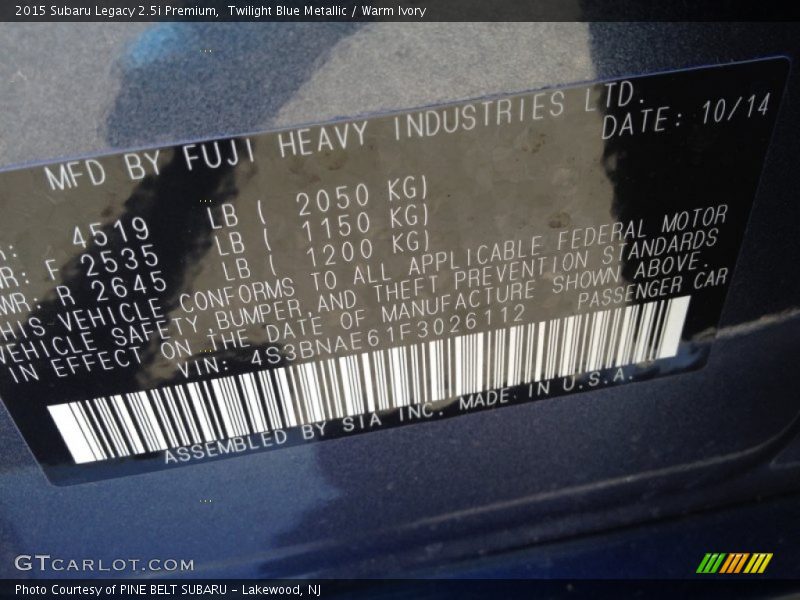 2015 Subaru Legacy 2.5i Premium, Twilight Blue Metallic / Warm Ivory
MFD BY FUJI HEAVY INDUSTRIES LTD.
DATE: 10/14
: 4519 LB ( 2050 KG)
R: F 2535 LB ( 1150 KG)
WR: R 2645 LB ( 1200 KG)
HIS VEHICLE CONFORMS TO ALL APPLICABLE FEDERAL MOTOR
VEHICLE SAFETY,BUMPER,AND THEFT PREVENTION STANDARDS
IN EFFECT ON THE DATE OF MANUFACTURE SHOWN ABOVE.
VIN: 4S3BNAE61F3026112 PASSENGER CAR
ASSEMBLED BY SIA INC. MADE IN U.S.A.
GTCARLOT.COM
Photo Courtesy of PINE BELT SUBARU - Lakewood, NJ